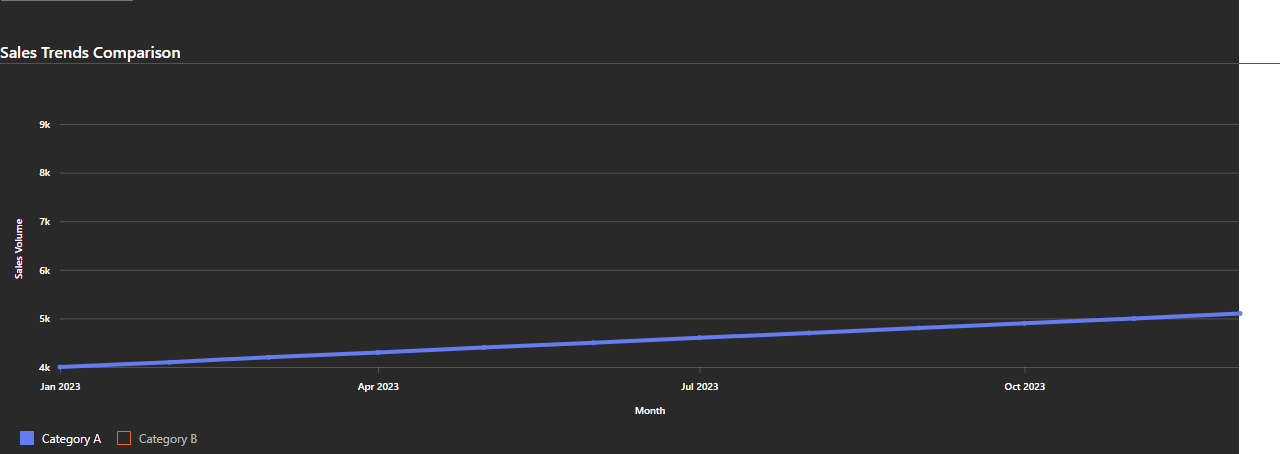 Sales Trends Comparison
9k
8k
7k
6k
5k
4k
Sales Volume
Jan 2023 Apr 2023 Jul 2023 Oct 2023
Month
Category A Category B